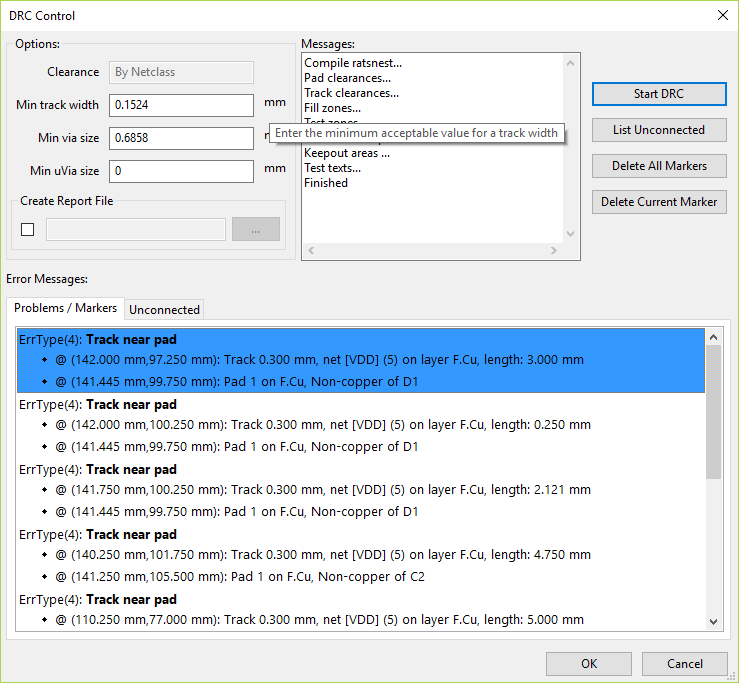 DRC Control
Options:
Clearance
By Netclass
Min track width
0.1524
mm
Min via size
0.6858
Min uVia size
0
mm
Create Report File
...
Messages:
Compile ratsnest...
Pad clearances...
Track clearances...
Fill zones...
Test zones...
Enter the minimum acceptable value for a track width
Keepout areas ...
Test texts...
Finished
Start DRC
List Unconnected
Delete All Markers
Delete Current Marker
Error Messages:
Problems / Markers
Unconnected
ErrType(4): Track near pad
@ (142.000 mm,97.250 mm): Track 0.300 mm, net [VDD] (5) on layer F.Cu, length: 3.000 mm
@ (141.445 mm,99.750 mm): Pad 1 on F.Cu, Non-copper of D1
ErrType(4): Track near pad
@ (142.000 mm,100.250 mm): Track 0.300 mm, net [VDD] (5) on layer F.Cu, length: 0.250 mm
@ (141.445 mm,99.750 mm): Pad 1 on F.Cu, Non-copper of D1
ErrType(4): Track near pad
@ (141.750 mm,100.250 mm): Track 0.300 mm, net [VDD] (5) on layer F.Cu, length: 2.121 mm
@ (141.445 mm,99.750 mm): Pad 1 on F.Cu, Non-copper of D1
ErrType(4): Track near pad
@ (140.250 mm,101.750 mm): Track 0.300 mm, net [VDD] (5) on layer F.Cu, length: 4.750 mm
@ (141.250 mm,105.500 mm): Pad 1 on F.Cu, Non-copper of C2
ErrType(4): Track near pad
@ (110.250 mm,77.000 mm): Track 0.300 mm, net [VDD] (5) on layer F.Cu, length: 5.000 mm
OK
Cancel